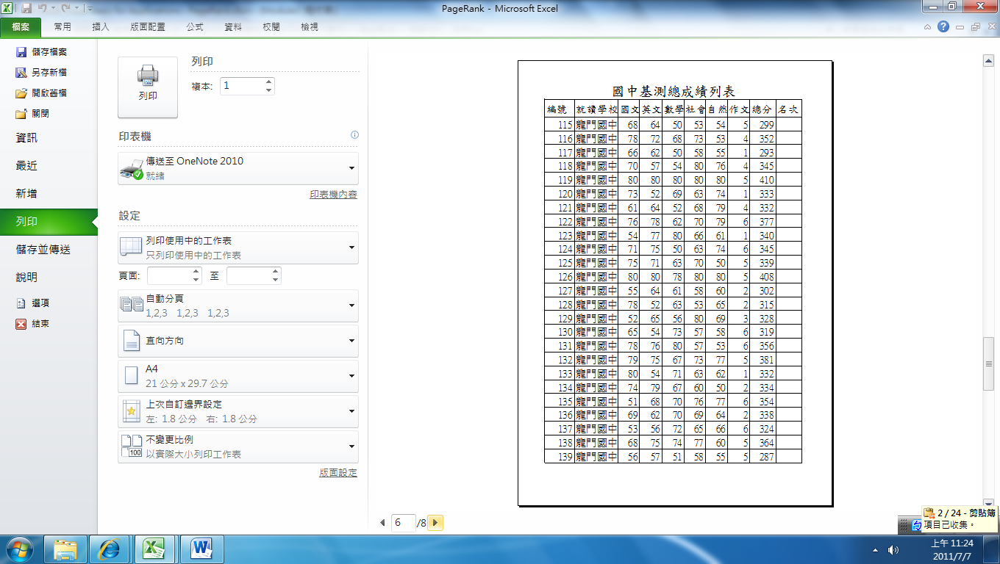 PageRank - Microsoft Excel
檔案 常用 插入 版面配置 公式 資料 校閱 檢視
儲存檔案
另存新檔
開啟舊檔
關閉
資訊
最近
新增
列印
儲存並傳送
說明
選項
結束
列印
列印
複本: 1
印表機
傳送至 OneNote 2010
就緒
印表機內容
設定
列印使用中的工作表
只列印使用中的工作表
頁面: 至
自動分頁
1,2,3 1,2,3 1,2,3
直向方向
A4
21 公分 x 29.7 公分
上次自訂邊界設定
左: 1.8 公分 右: 1.8 公分
不變更比例
以實際大小列印工作表
100
版面設定
國中基測總成績列表
編號 就讀學校 國文 英文 數學 社會 自然 作文 總分 名次
115 龍門國中 68 64 50 53 54 5 299
116 龍門國中 78 72 68 73 53 4 352
117 龍門國中 66 62 50 58 55 1 293
118 龍門國中 70 57 54 80 76 4 345
119 龍門國中 80 80 80 80 80 5 410
120 龍門國中 73 52 69 63 74 1 333
121 龍門國中 61 64 52 68 79 4 332
122 龍門國中 76 78 62 70 79 6 377
123 龍門國中 54 77 80 66 61 1 340
124 龍門國中 71 75 50 63 74 6 345
125 龍門國中 75 71 63 70 50 5 339
126 龍門國中 80 80 78 80 80 5 408
127 龍門國中 55 64 61 58 60 2 302
128 龍門國中 78 52 63 53 65 2 315
129 龍門國中 52 65 56 80 69 3 328
130 龍門國中 65 54 73 57 58 6 319
131 龍門國中 78 76 80 57 53 6 356
132 龍門國中 79 75 67 73 77 5 381
133 龍門國中 80 54 71 63 62 1 332
134 龍門國中 74 79 67 60 50 2 334
135 龍門國中 51 68 70 76 77 6 354
136 龍門國中 69 62 70 69 64 2 338
137 龍門國中 53 56 72 65 66 6 324
138 龍門國中 68 75 74 77 60 5 364
139 龍門國中 56 57 51 58 55 5 287
6 /8
2 / 24 - 剪貼簿
項目已收集。
上午 11:24
2011/7/7